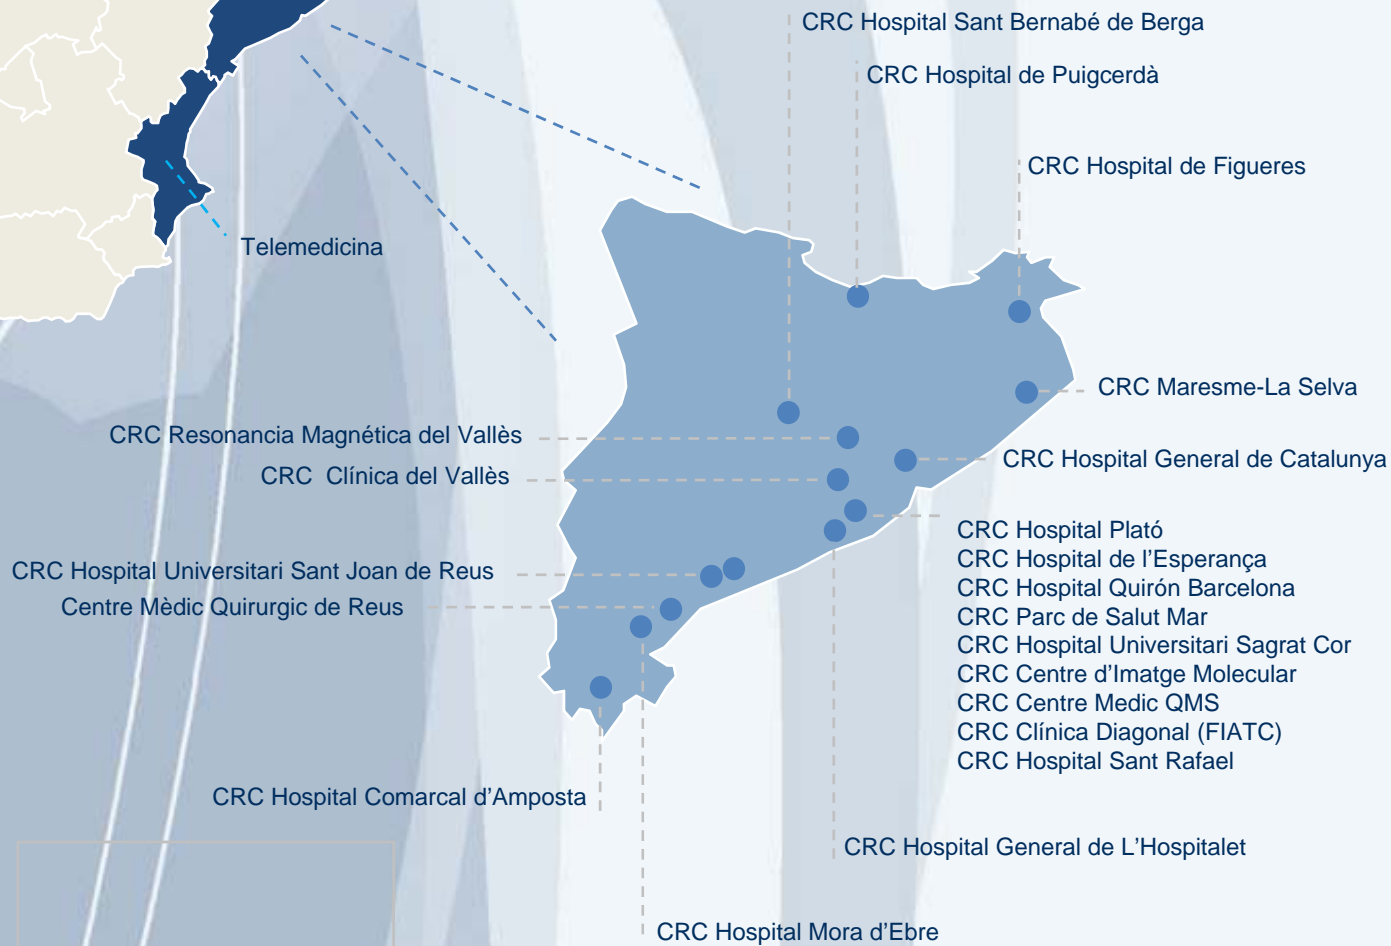 CRC Hospital Sant Bernabé de Berga
CRC Hospital de Puigcerdà
CRC Hospital de Figueres
Telemedicina
CRC Maresme-La Selva
CRC Resonancia Magnética del Vallès
CRC Hospital General de Catalunya
CRC Clínica del Vallès
CRC Hospital Plató
CRC Hospital de l’Esperança
CRC Hospital Quirón Barcelona
CRC Parc de Salut Mar
CRC Hospital Universitari Sagrat Cor
CRC Centre d’Imatge Molecular
CRC Centre Medic QMS
CRC Clínica Diagonal (FIATC)
CRC Hospital Sant Rafael
CRC Hospital Universitari Sant Joan de Reus
Centre Mèdic Quirurgic de Reus
CRC Hospital Comarcal d’Amposta
CRC Hospital General de L’Hospitalet
CRC Hospital Mora d’Ebre